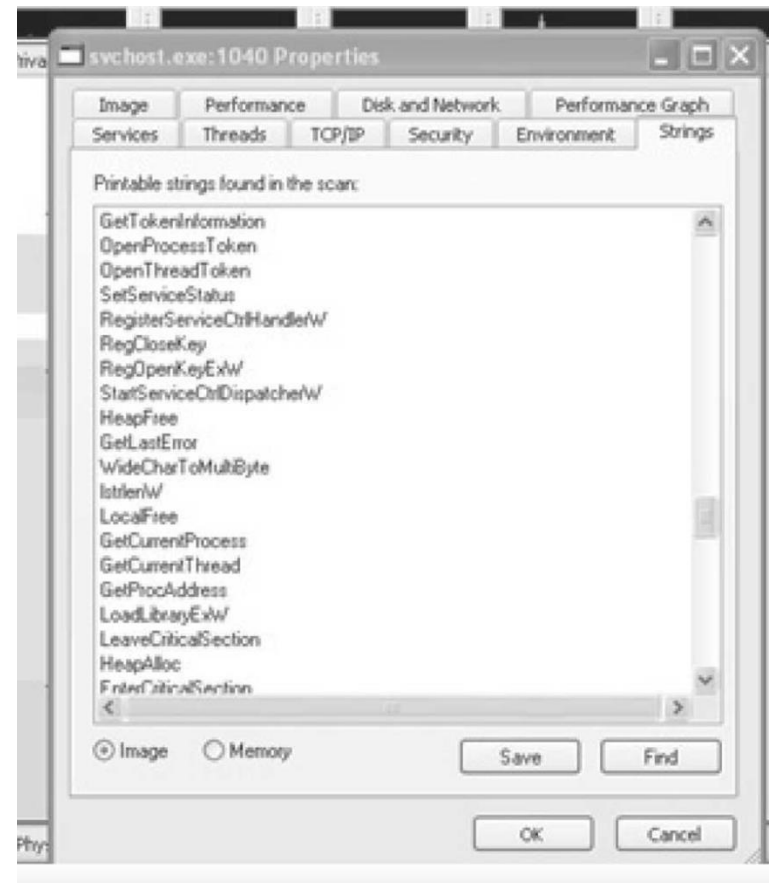 riva
svchost.exe:1040 Properties
Image Performance Disk and Network Performance Graph
Services Threads TCP/IP Security Environment Strings
Printable strings found in the scan:
GetTokenInformation
OpenProcessToken
OpenThreadToken
SetServiceStatus
RegisterServiceCtrlHandlerW
RegCloseKey
RegOpenKeyExW
StartServiceCtrlDispatcherW
HeapFree
GetLastError
WideCharToMultiByte
lstrlenW
LocalFree
GetCurrentProcess
GetCurrentThread
GetProcAddress
LoadLibraryExW
LeaveCriticalSection
HeapAlloc
EnterCriticalSection
Image Memory Save Find
OK Cancel
Phys